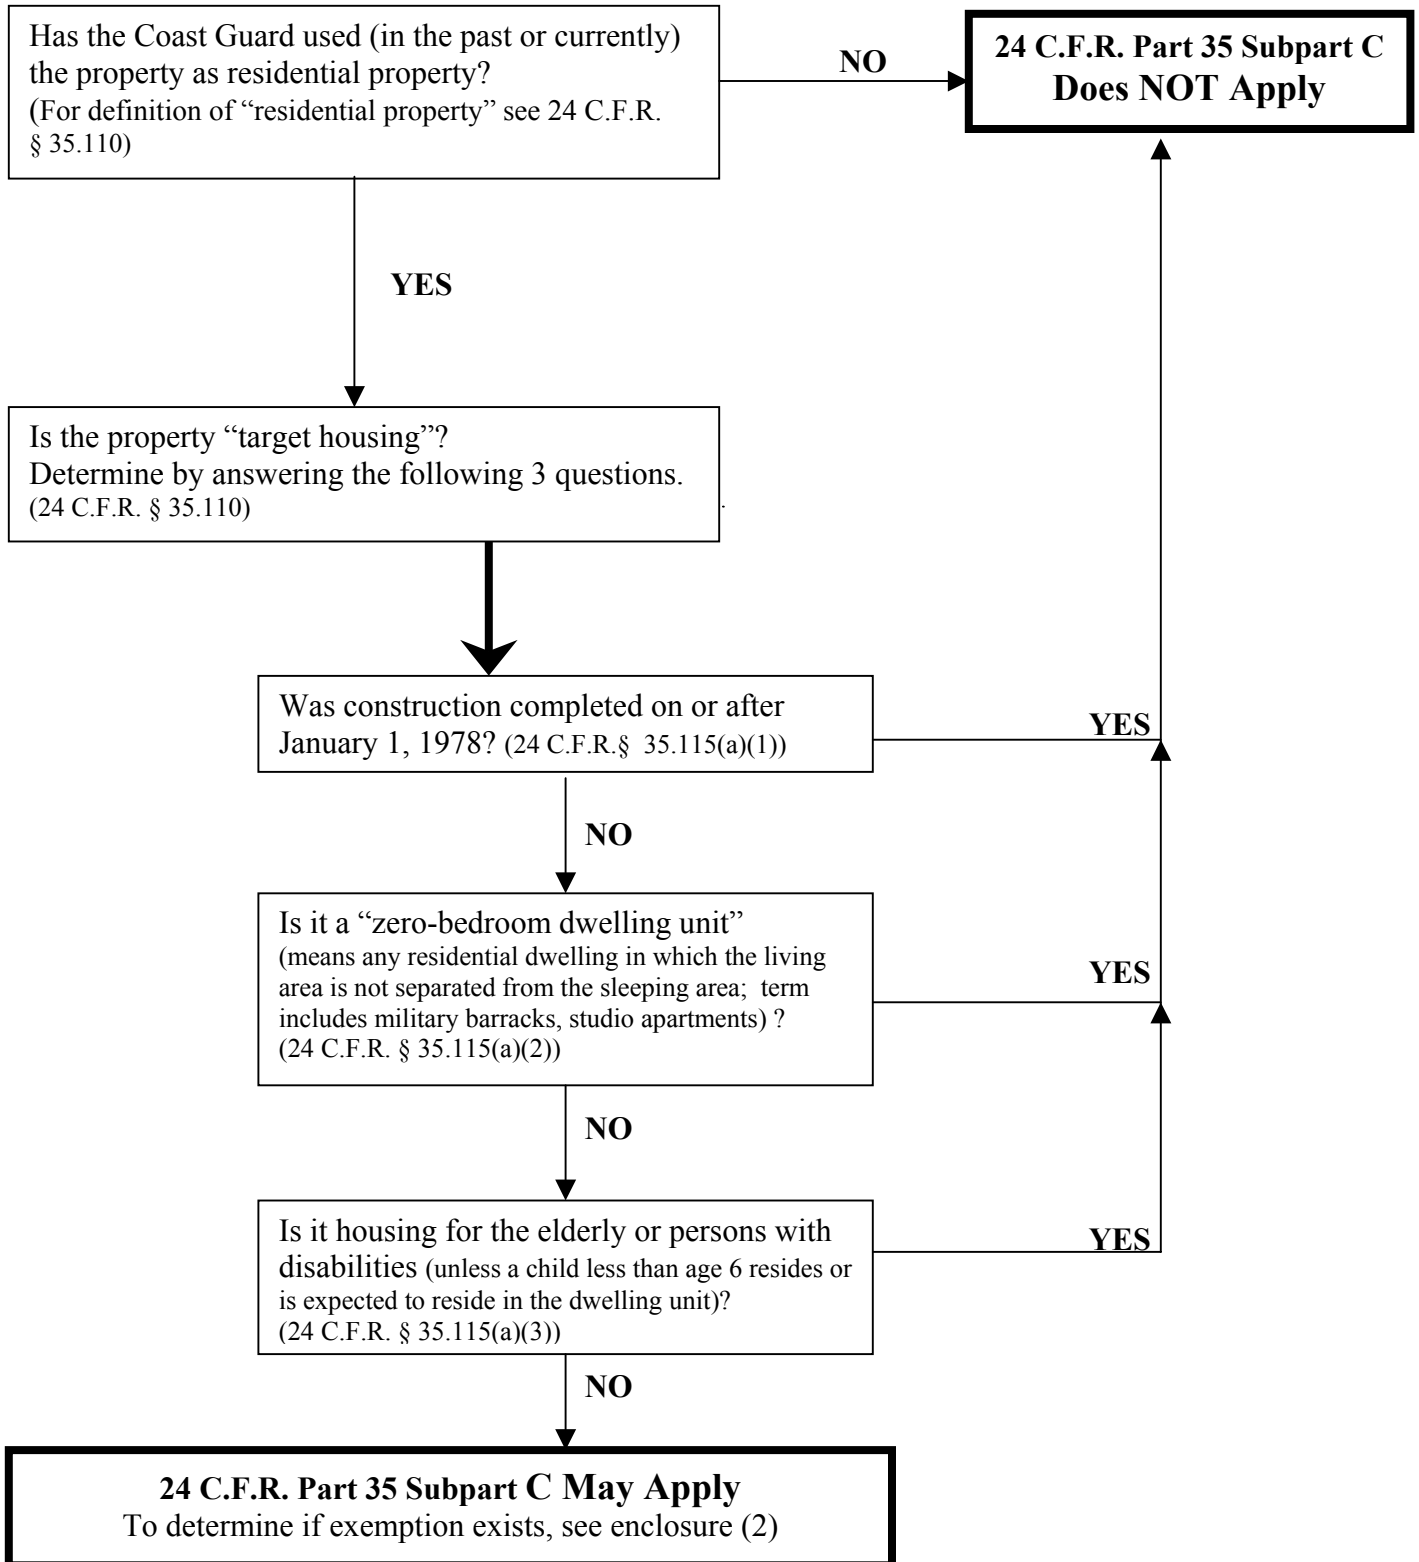 Has the Coast Guard used (in the past or currently)
the property as residential property?
(For definition of “residential property” see 24 C.F.R.
§ 35.110)
NO
24 C.F.R. Part 35 Subpart C
Does NOT Apply
YES
Is the property “target housing”?
Determine by answering the following 3 questions.
(24 C.F.R. § 35.110)
.
Was construction completed on or after
January 1, 1978? (24 C.F.R.§  35.115(a)(1))
YES
NO
Is it a “zero-bedroom dwelling unit”
(means any residential dwelling in which the living
area is not separated from the sleeping area;  term
includes military barracks, studio apartments) ?
(24 C.F.R. § 35.115(a)(2))
YES
NO
Is it housing for the elderly or persons with
disabilities (unless a child less than age 6 resides or
is expected to reside in the dwelling unit)?
(24 C.F.R. § 35.115(a)(3))
YES
NO
24 C.F.R. Part 35 Subpart C May Apply
To determine if exemption exists, see enclosure (2)